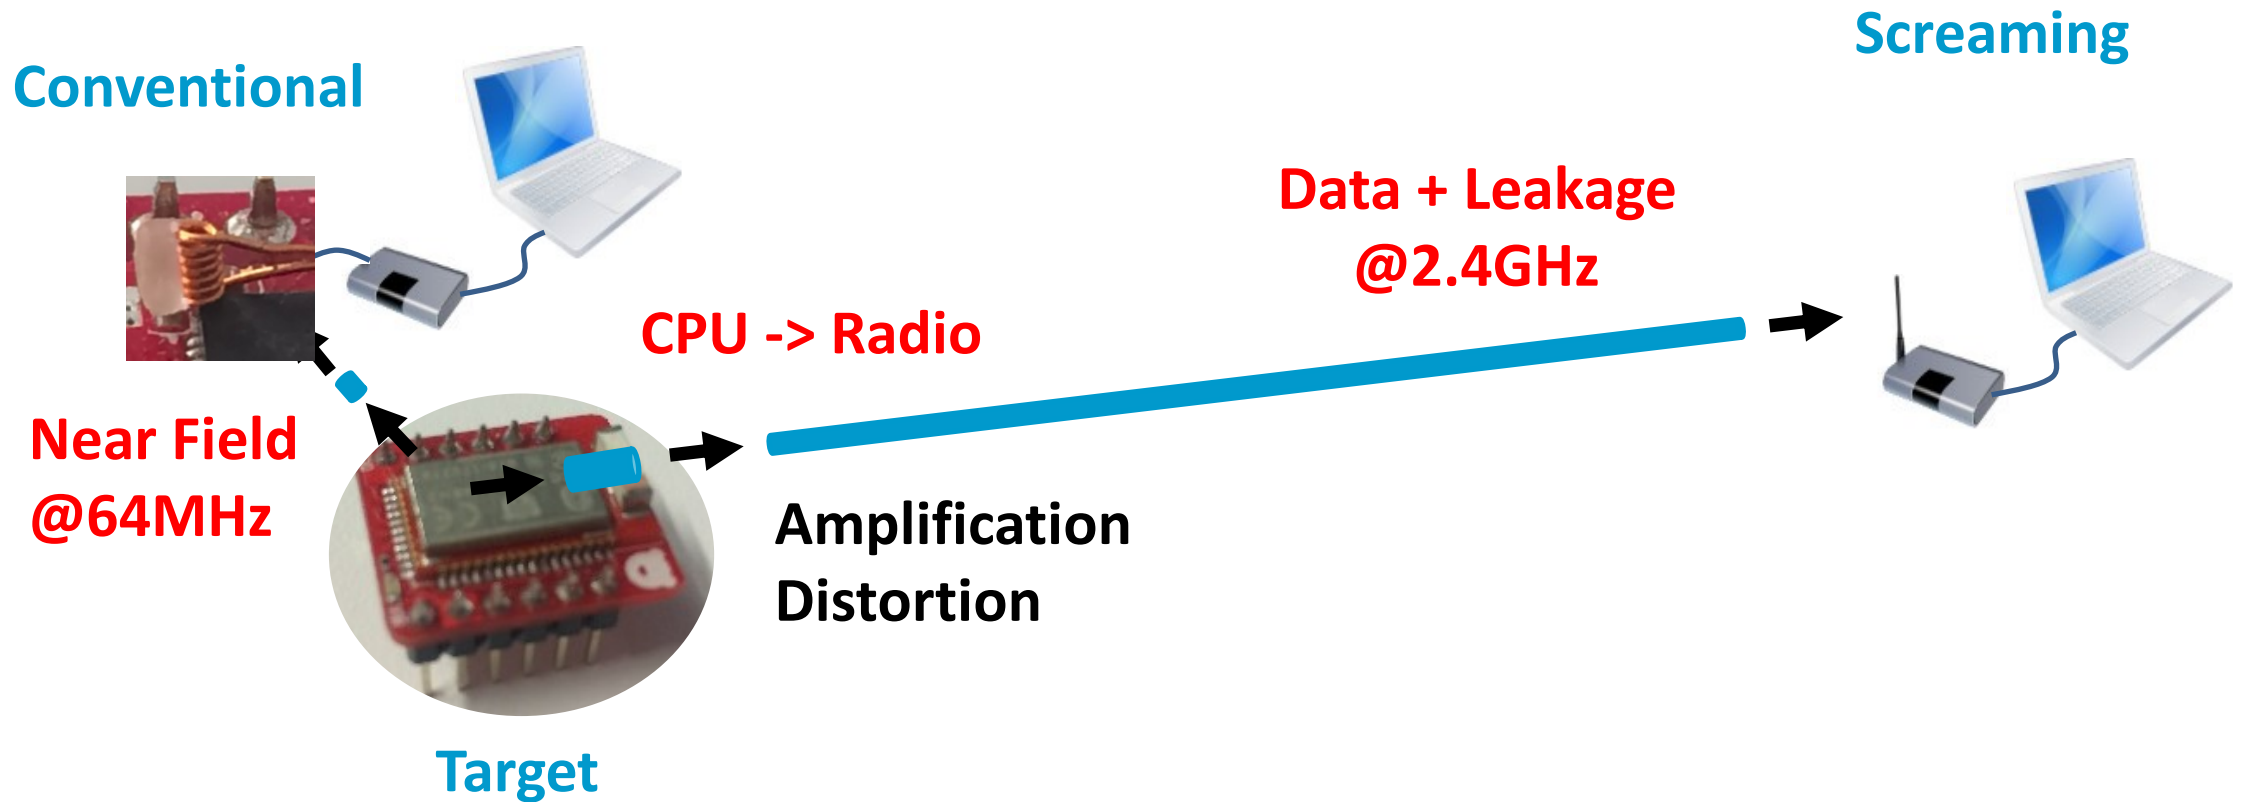 Screaming
Conventional
Data + Leakage
@2.4GHz
CPU -> Radio
Near Field
@64MHz
Amplification
Distortion
Target